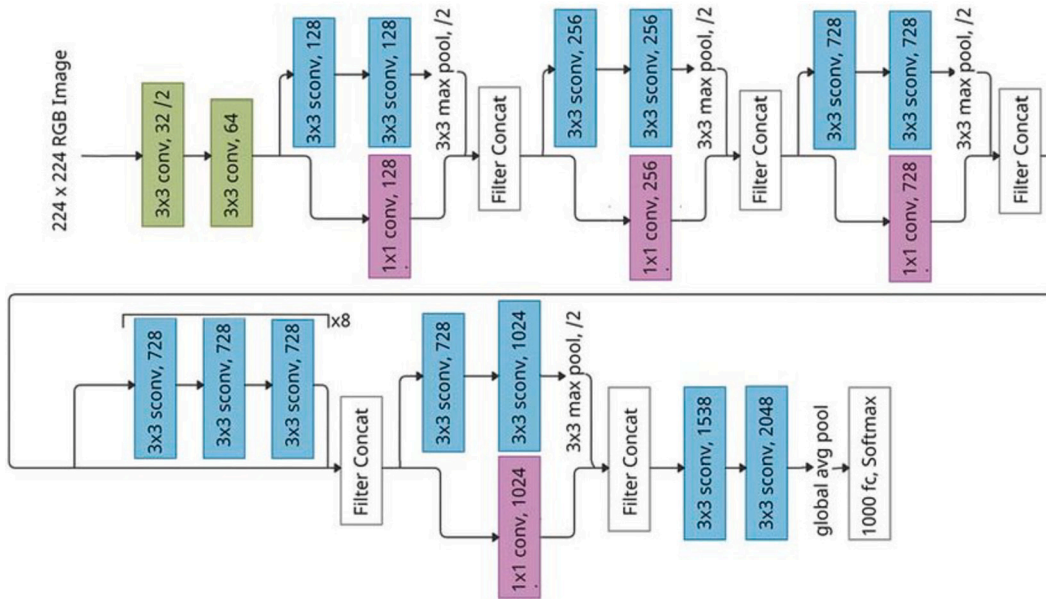 224 x 224 RGB Image
3x3 conv, 32 /2
3x3 conv, 64
3x3 sconv, 128
3x3 sconv, 128
3x3 max pool, /2
1x1 conv, 128
Filter Concat
3x3 sconv, 256
3x3 sconv, 256
3x3 max pool, /2
1x1 conv, 256
Filter Concat
3x3 sconv, 728
3x3 sconv, 728
3x3 max pool, /2
1x1 conv, 728
Filter Concat
3x3 sconv, 728
3x3 sconv, 728
3x3 sconv, 728
x8
Filter Concat
3x3 sconv, 728
3x3 sconv, 1024
3x3 max pool, /2
1x1 conv, 1024
Filter Concat
3x3 sconv, 1538
3x3 sconv, 2048
global avg pool
1000 fc, Softmax